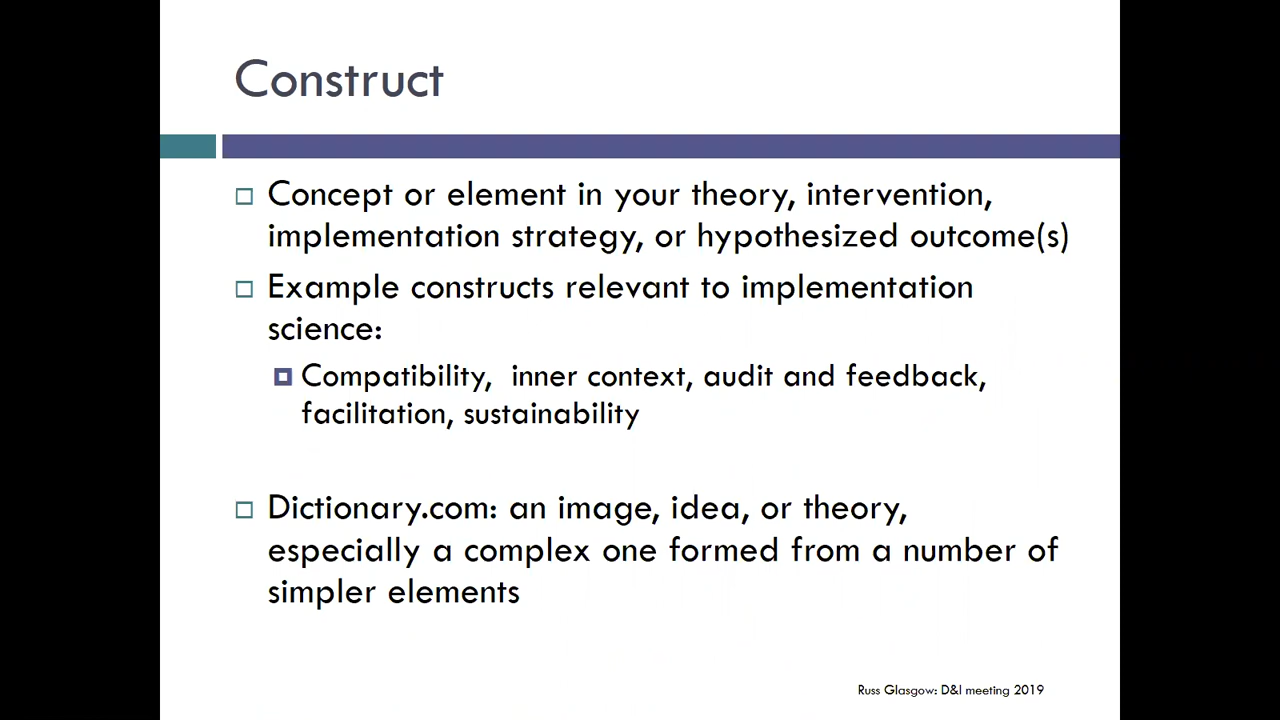 Construct
Concept or element in your theory, intervention,
implementation strategy, or hypothesized outcome(s)
Example constructs relevant to implementation
science:
Compatibility,  inner context, audit and feedback,
facilitation, sustainability
Dictionary.com: an image, idea, or theory,
especially a complex one formed from a number of
simpler elements
Russ Glasgow: D&I meeting 2019